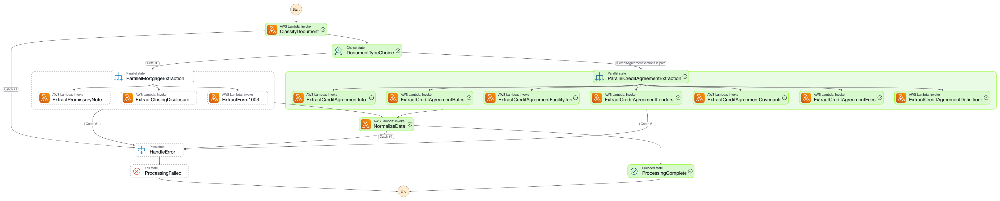 Start
AWS Lambda: Invoke
ClassifyDocument
Choice state
DocumentTypeChoice
Default
$.creditAgreementSections is pres
Parallel state
ParallelMortgageExtraction
Parallel state
ParallelCreditAgreementExtraction
Catch #1
AWS Lambda: Invoke
ExtractPromissoryNote
AWS Lambda: Invoke
ExtractClosingDisclosure
AWS Lambda: Invoke
ExtractForm1003
AWS Lambda: Invoke
ExtractCreditAgreementInfo
AWS Lambda: Invoke
ExtractCreditAgreementRates
AWS Lambda: Invoke
ExtractCreditAgreementFacilityTer
AWS Lambda: Invoke
ExtractCreditAgreementLenders
AWS Lambda: Invoke
ExtractCreditAgreementCovenants
AWS Lambda: Invoke
ExtractCreditAgreementFees
AWS Lambda: Invoke
ExtractCreditAgreementDefinitions
Catch #1
AWS Lambda: Invoke
NormalizeData
Catch #1
Catch #1
Pass state
HandleError
Fail state
ProcessingFailed
Succeed state
ProcessingComplete
End